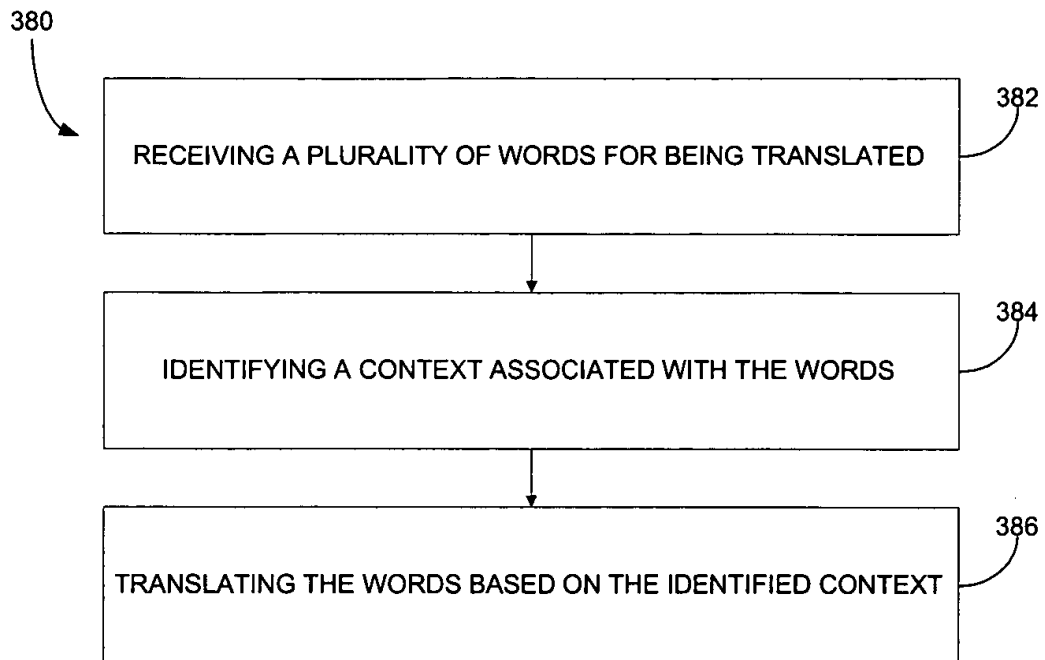 380
382
RECEIVING A PLURALITY OF WORDS FOR BEING TRANSLATED
384
IDENTIFYING A CONTEXT ASSOCIATED WITH THE WORDS
386
TRANSLATING THE WORDS BASED ON THE IDENTIFIED CONTEXT